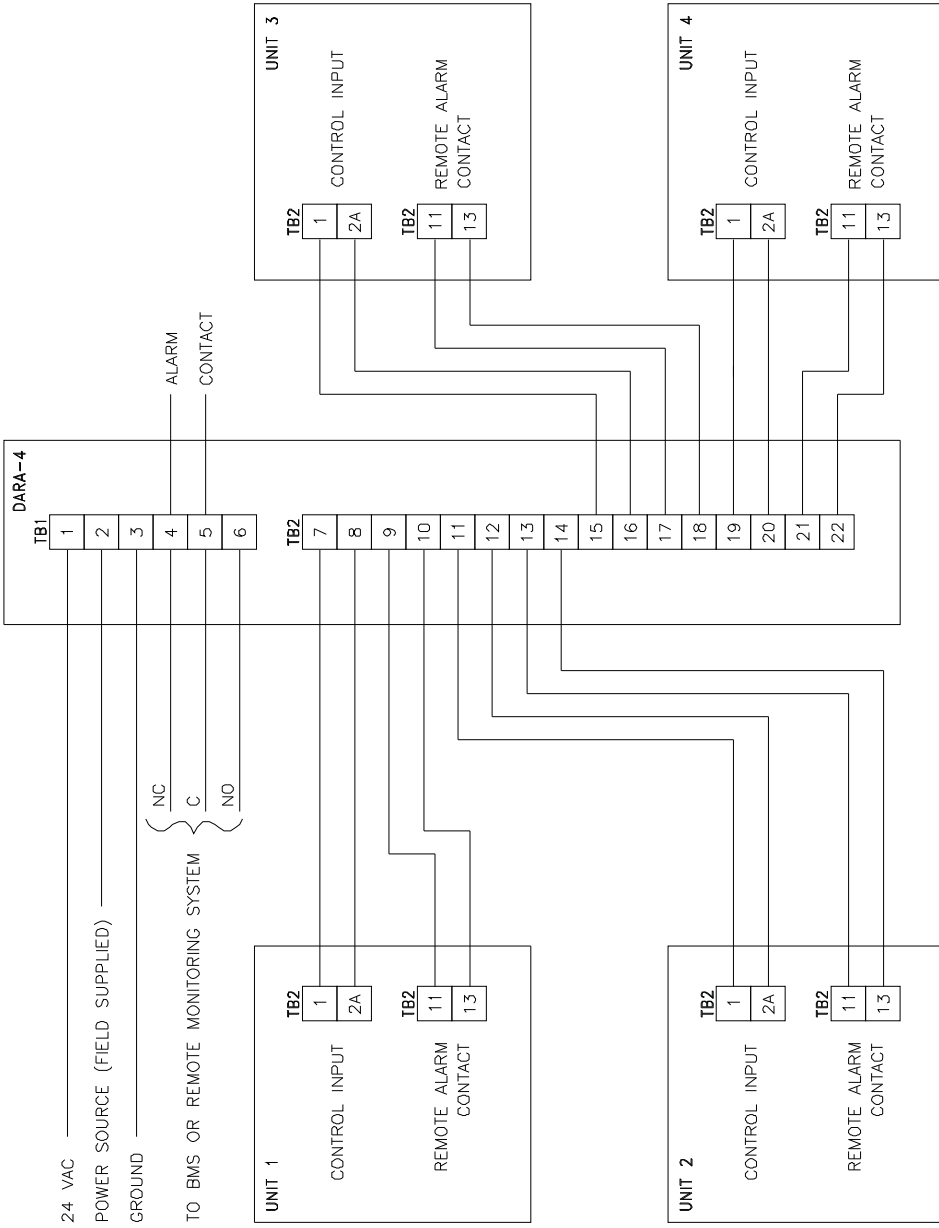 24 VAC
POWER SOURCE (FIELD SUPPLIED)
GROUND
TO BMS OR REMOTE MONITORING SYSTEM
NC
C
NO
DARA-4
TB1
1
2
3
4
5
6
ALARM
CONTACT
TB2
7
8
9
10
11
12
13
14
15
16
17
18
19
20
21
22
UNIT 1
CONTROL INPUT
REMOTE ALARM
CONTACT
TB2
1
2A
TB2
11
13
UNIT 2
CONTROL INPUT
REMOTE ALARM
CONTACT
TB2
1
2A
TB2
11
13
UNIT 3
TB2
1
2A
CONTROL INPUT
TB2
11
13
REMOTE ALARM
CONTACT
UNIT 4
TB2
1
2A
CONTROL INPUT
TB2
11
13
REMOTE ALARM
CONTACT